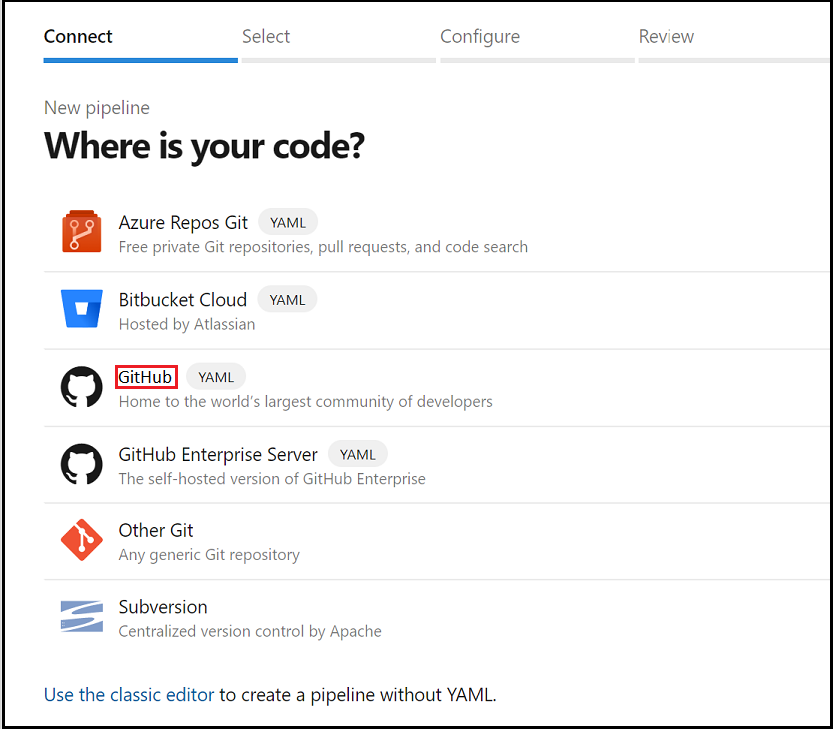 Connect Select Configure Review
New pipeline
Where is your code?
Azure Repos Git YAML
Free private Git repositories, pull requests, and code search
Bitbucket Cloud YAML
Hosted by Atlassian
GitHub YAML
Home to the world’s largest community of developers
GitHub Enterprise Server YAML
The self-hosted version of GitHub Enterprise
Other Git
Any generic Git repository
Subversion
Centralized version control by Apache
Use the classic editor to create a pipeline without YAML.